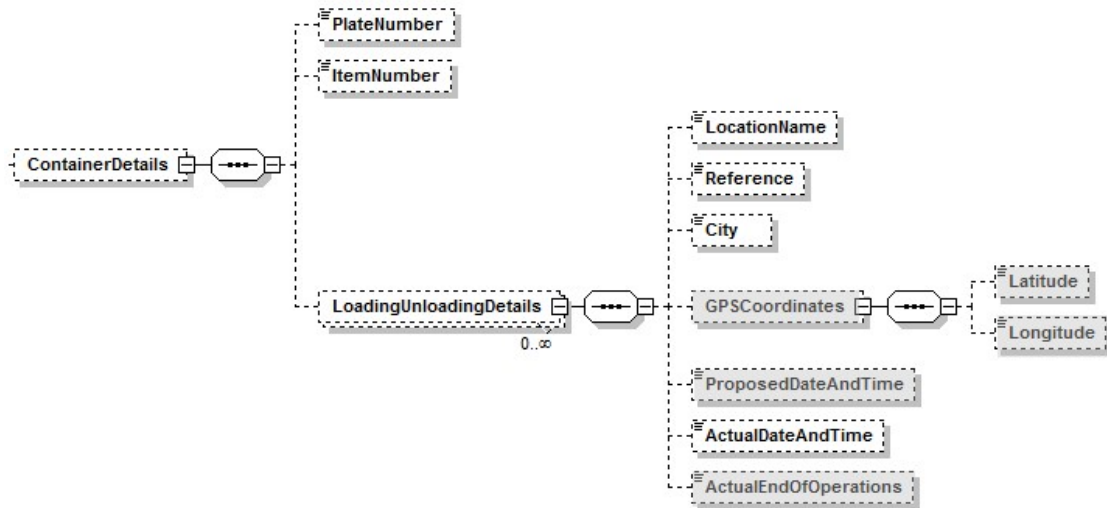 PlateNumber
ItemNumber
ContainerDetails
LocationName
Reference
City
LoadingUnloadingDetails
0..∞
GPSCoordinates
Latitude
Longitude
ProposedDateAndTime
ActualDateAndTime
ActualEndOfOperations